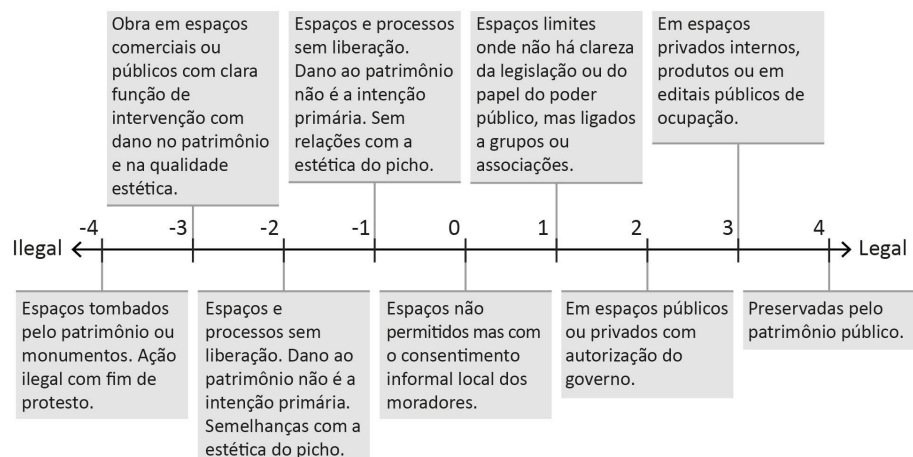 Obra em espaços
comerciais ou
públicos com clara
função de
intervenção com
dano no patrimônio
e na qualidade
estética.
Espaços e processos
sem liberação.
Dano ao patrimônio
não é a intenção
primária. Sem
relações com a
estética do picho.
Espaços limites
onde não há clareza
da legislação ou do
papel do poder
público, mas ligados
a grupos ou
associações.
Em espaços
privados internos,
produtos ou em
editais públicos de
ocupação.
-4 -3 -2 -1 0 1 2 3 4
Ilegal Legal
Espaços tombados
pelo patrimônio ou
monumentos. Ação
ilegal com fim de
protesto.
Espaços e
processos sem
liberação. Dano ao
patrimônio não é a
intenção primária.
Semelhanças com a
estética do picho.
Espaços não
permitidos mas com
o consentimento
informal local dos
moradores.
Em espaços públicos
ou privados com
autorização do
governo.
Preservadas pelo
patrimônio público.